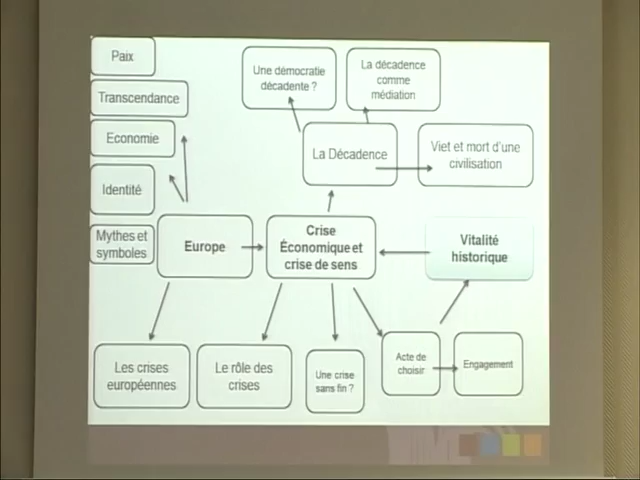 Paix
Transcendance
Economie
Identité
Mythes et
symboles
Une démocratie
décadente ?
La décadence
comme
médiation
La Décadence
Viet et mort d'une
civilisation
Europe
Crise
Économique et
crise de sens
Vitalité
historique
Les crises
européennes
Le rôle des
crises
Une crise
sans fin ?
Acte de
choisir
Engagement